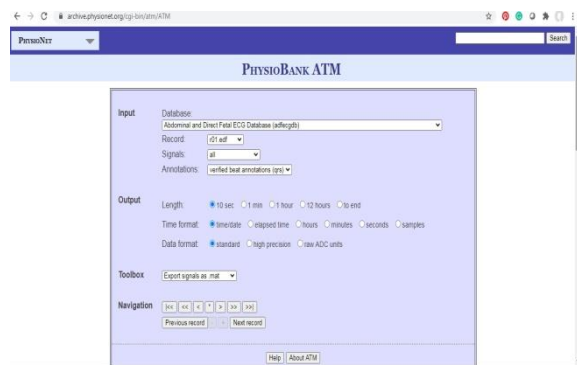 archive.physionet.org/cgi-bin/atm/ATM
PHYSIONET
Search
PHYSIOBANK ATM
Input
Database:
Abdominal and Direct Fetal ECG Database (adfecgdb)
Record: r01.edf
Signals: all
Annotations: verified beat annotations (qrs)
Output
Length: 10 sec 1 min 1 hour 12 hours to end
Time format: time/date elapsed time hours minutes seconds samples
Data format: standard high precision raw ADC units
Toolbox Export signals as .mat
Navigation |<< << < * > >> >>|
Previous record - + Next record
Help About ATM